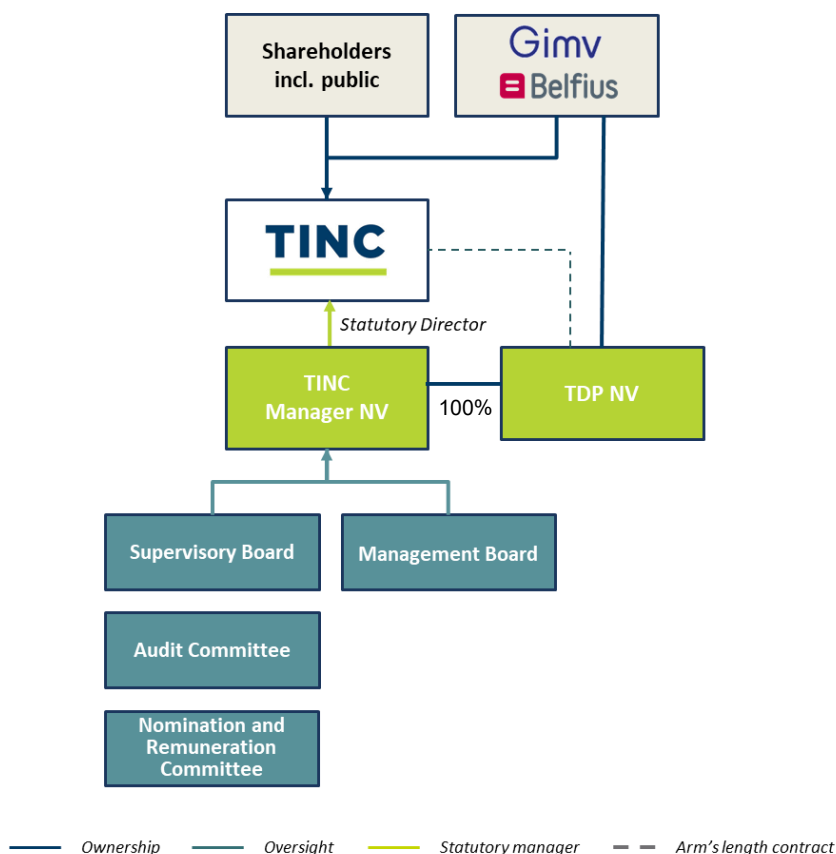 Shareholders
incl. public
Gimv
Belfius
TINC
Statutory Director
TINC
Manager NV
100%
TDP NV
Supervisory Board
Management Board
Audit Committee
Nomination and
Remuneration
Committee
Ownership
Oversight
Statutory manager
Arm's length contract